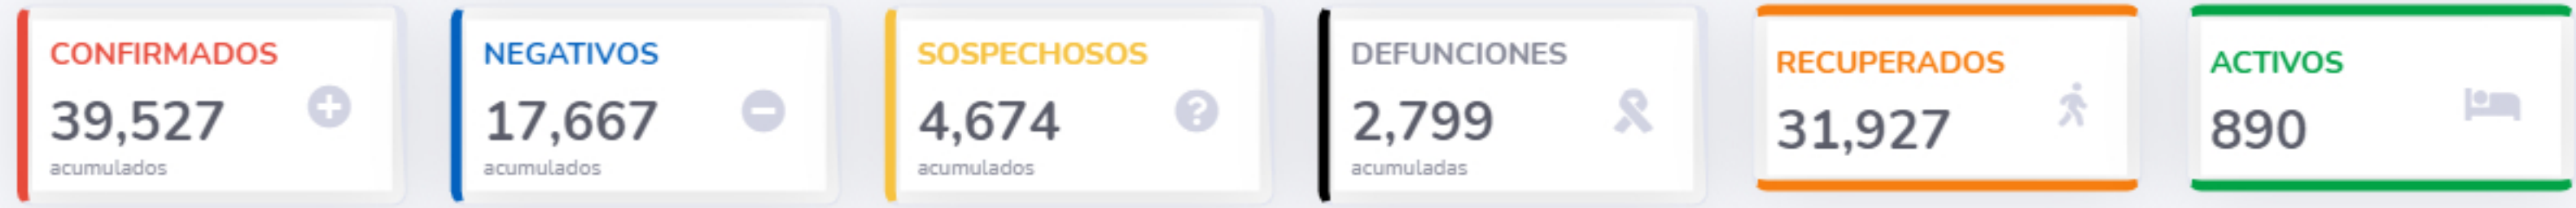 CONFIRMADOS
39,527
acumulados
NEGATIVOS
17,667
acumulados
SOSPECHOSOS
4,674
acumulados
DEFUNCIONES
2,799
acumuladas
RECUPERADOS
31,927
ACTIVOS
890